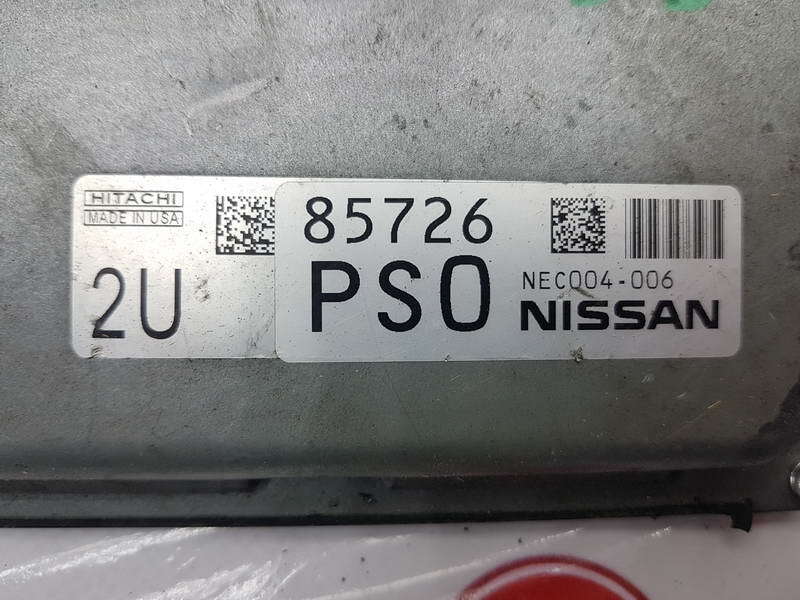 HITACHI
MADE IN USA
2U
85726
PS0
NEC004-006
NISSAN